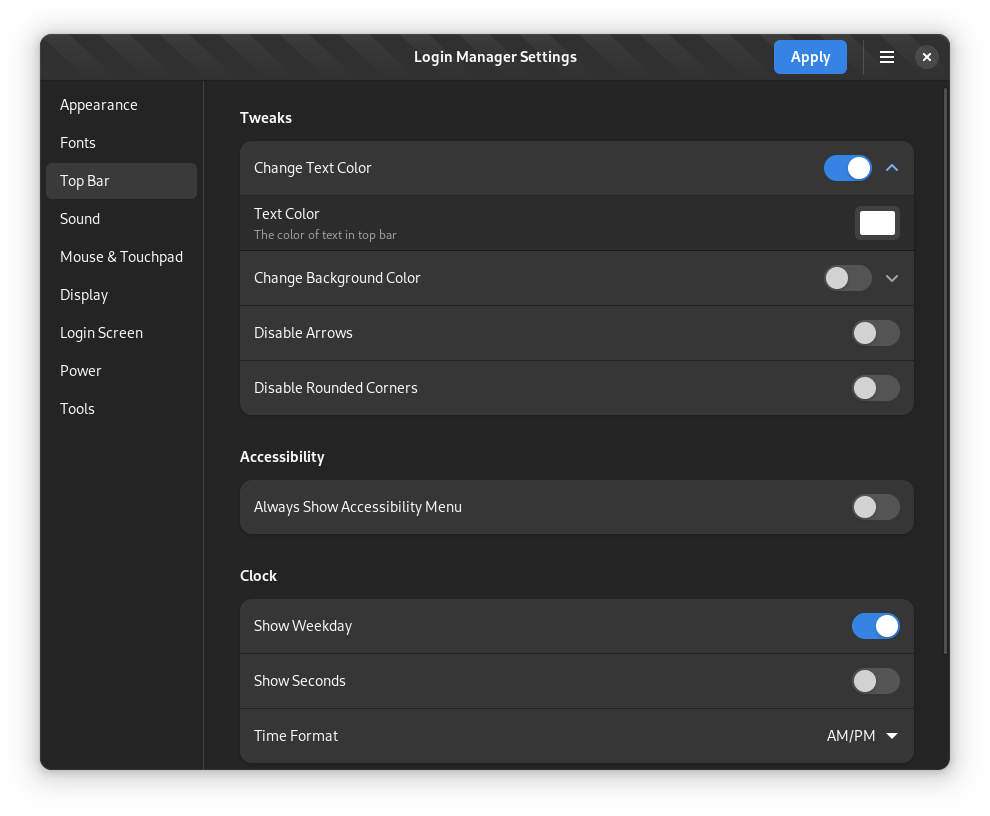 Login Manager Settings
Apply
Appearance
Fonts
Top Bar
Sound
Mouse & Touchpad
Display
Login Screen
Power
Tools
Tweaks
Change Text Color
Text Color
The color of text in top bar
Change Background Color
Disable Arrows
Disable Rounded Corners
Accessibility
Always Show Accessibility Menu
Clock
Show Weekday
Show Seconds
Time Format
AM/PM